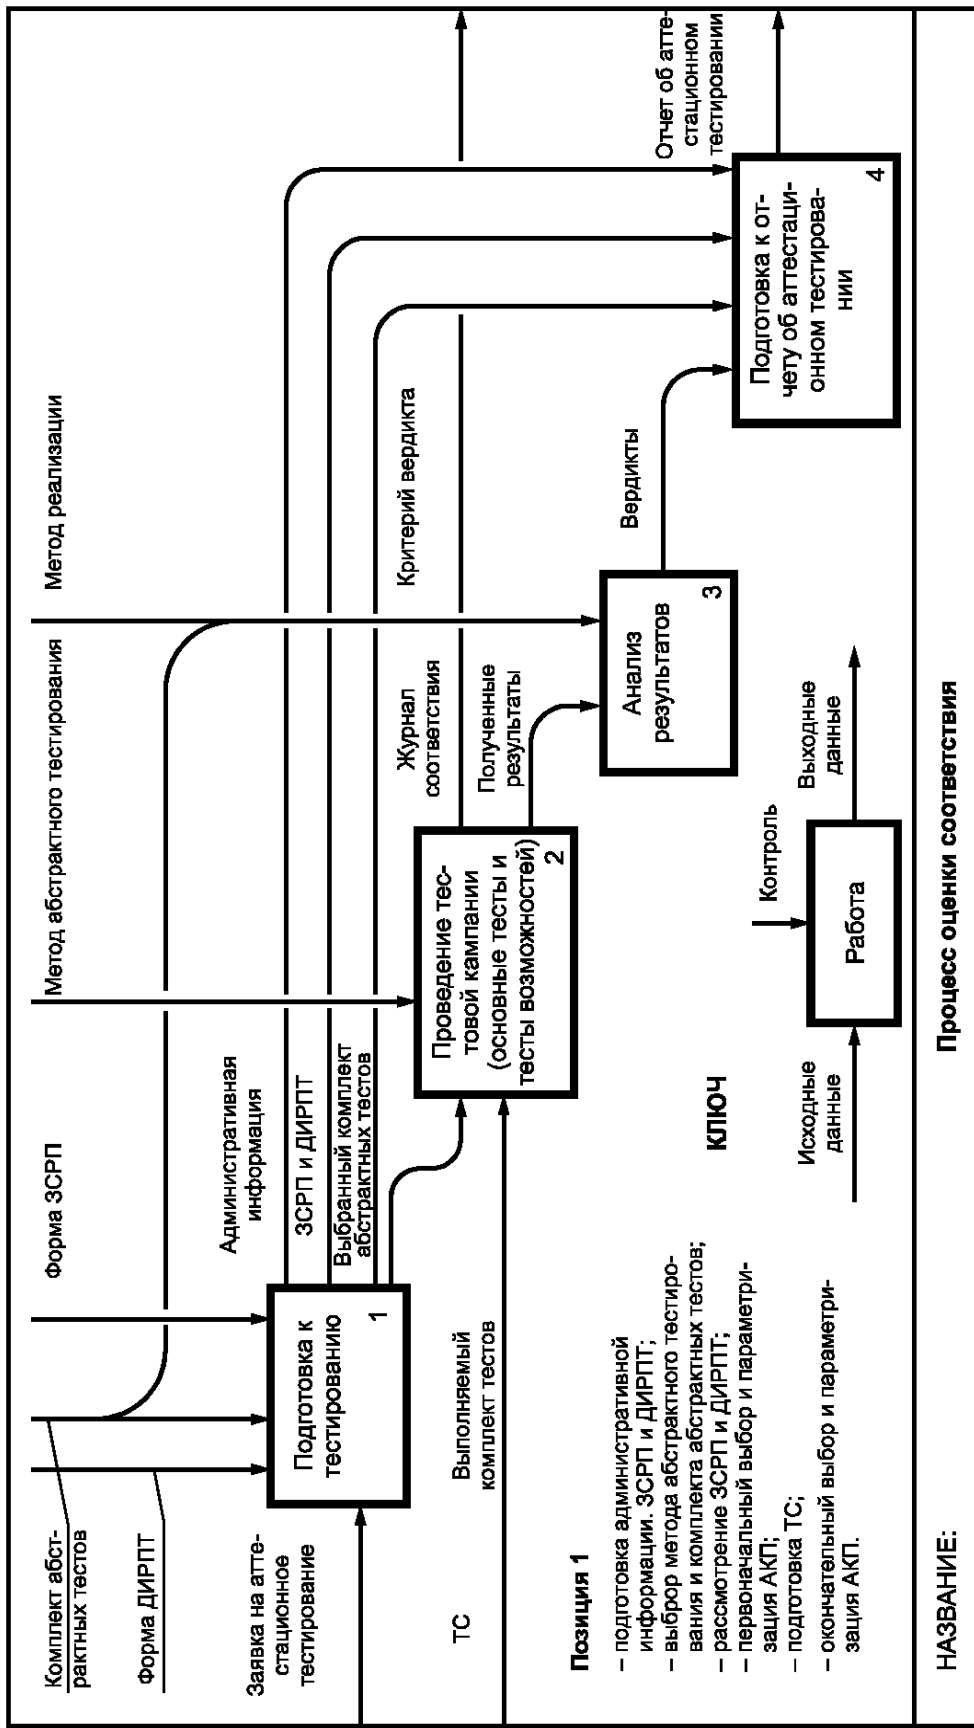 Комплект абст-
рактных тестов
Форма ДИРПТ
Форма ЗСРП
Метод абстрактного тестирования
Метод реализации
Заявка на атте-
стационное
тестирование
Подготовка к
тестированию
1
Административная
информация
ЗСРП и ДИРПТ
Выбранный комплект
абстрактных тестов
ТС
Выполняемый
комплект тестов
Проведение тес-
товой кампании
(основные тесты и
тесты возможностей)
2
Журнал
соответствия
Критерий вердикта
Полученные
результаты
Анализ
результатов
3
Вердикты
Отчет об атте-
стационном
тестировании
Подготовка к от-
чету об аттестаци-
онном тестирова-
нии
4
Позиция 1
– подготовка административной
информации. ЗСРП и ДИРПТ;
– выброр метода абстрактного тестиро-
вания и комплекта абстрактных тестов;
– рассмотрение ЗСРП и ДИРПТ;
– первоначальный выбор и параметри-
зация АКП;
– подготовка ТС;
– окончательный выбор и параметри-
зация АКП.
КЛЮЧ
Исходные
данные
Контроль
Работа
Выходные
данные
НАЗВАНИЕ:
Процесс оценки соответствия